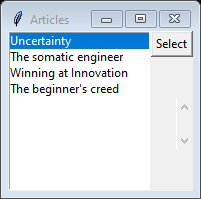 Articles
Uncertainty
Select
The somatic engineer
Winning at Innovation
The beginner's creed